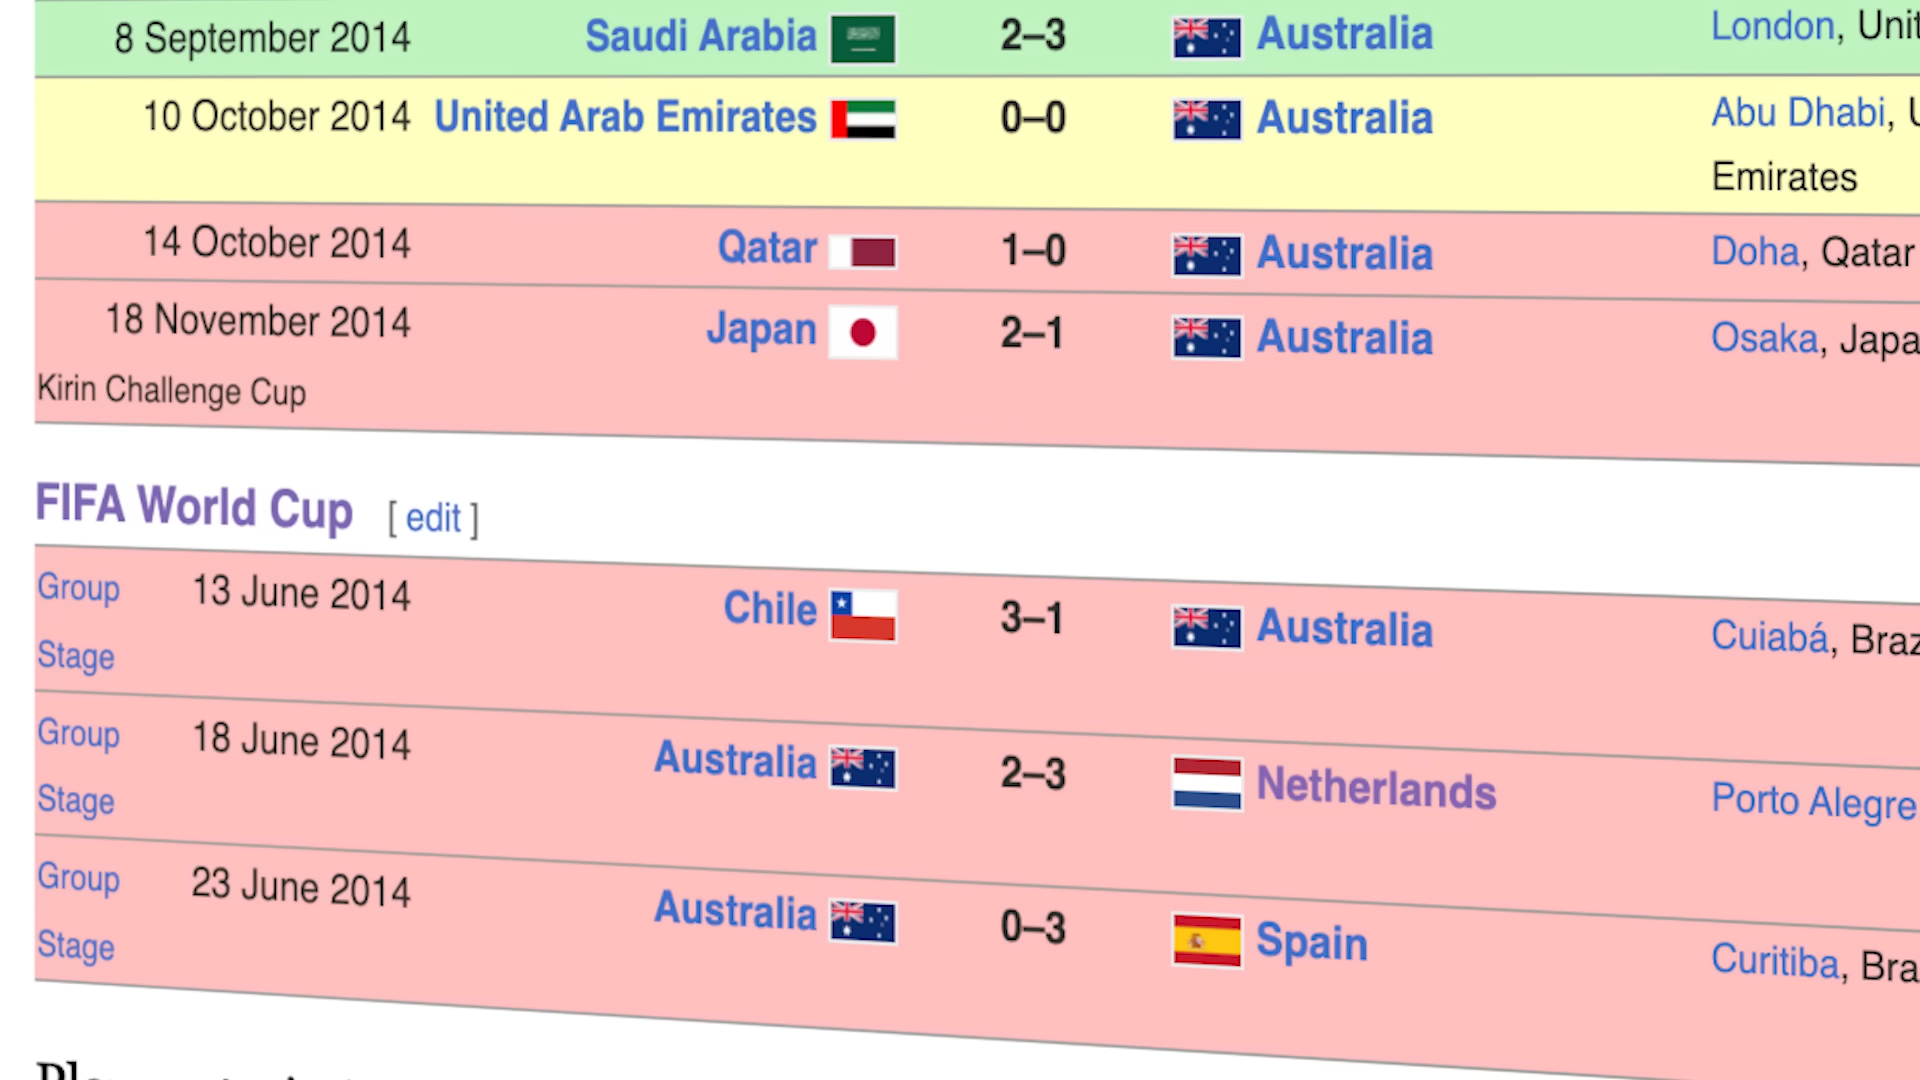 8 September 2014 Saudi Arabia 2–3 Australia London,
10 October 2014 United Arab Emirates 0–0 Australia Abu Dhabi,
Emirates
14 October 2014 Qatar 1–0 Australia Doha, Qatar
18 November 2014 Japan 2–1 Australia Osaka,
Kirin Challenge Cup
FIFA World Cup [ edit ]
Group 13 June 2014 Chile 3–1 Australia Cuiabá,
Stage
Group 18 June 2014 Australia 2–3 Netherlands Porto Alegre
Stage
Group 23 June 2014 Australia 0–3 Spain Curitiba,
Stage